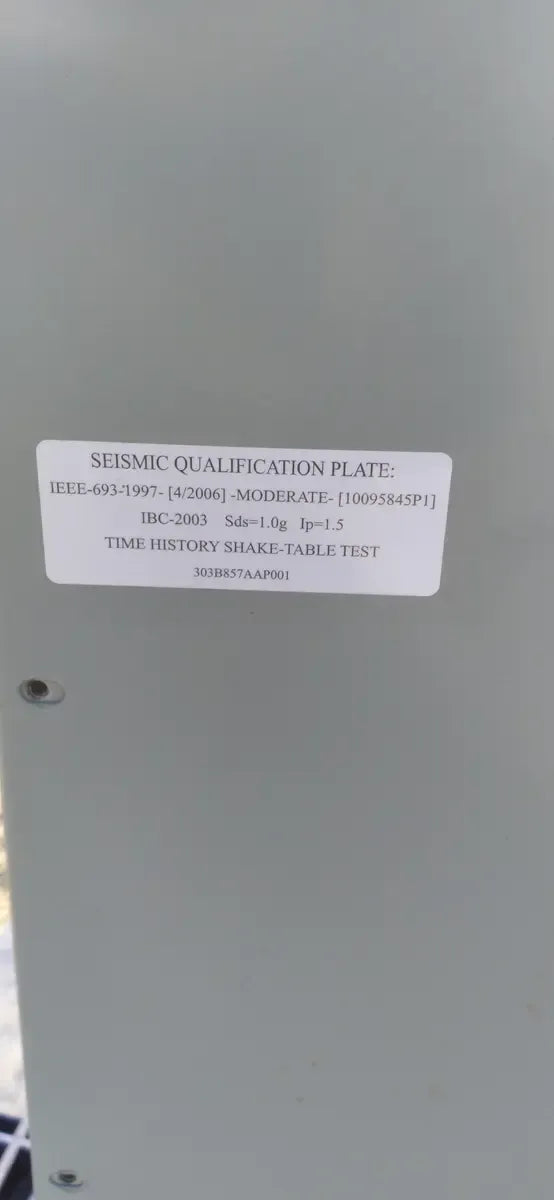 SEISMIC QUALIFICATION PLATE:
IEEE-693-1997- [4/2006] -MODERATE- [10095845P1]
IBC-2003 Sds=1.0g Ip=1.5
TIME HISTORY SHAKE-TABLE TEST
303B857AAP001